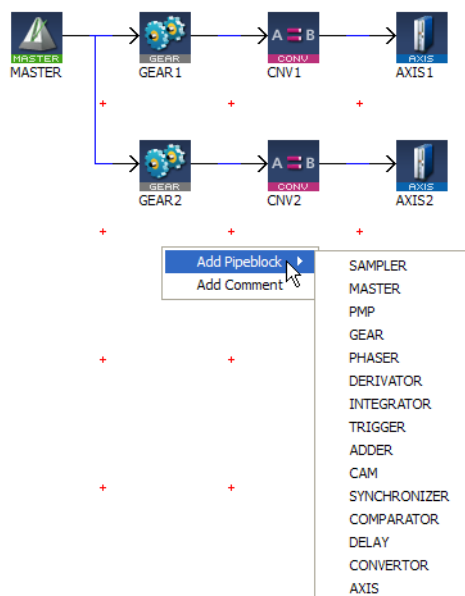 MASTER
GEAR
A = B
CONV
AXIS
MASTER
GEAR1
CNV1
AXIS1
GEAR
A = B
CONV
AXIS
GEAR2
CNV2
AXIS2
Add Pipeblock
Add Comment
SAMPLER
MASTER
PMP
GEAR
PHASER
DERIVATOR
INTEGRATOR
TRIGGER
ADDER
CAM
SYNCHRONIZER
COMPARATOR
DELAY
CONVERTOR
AXIS